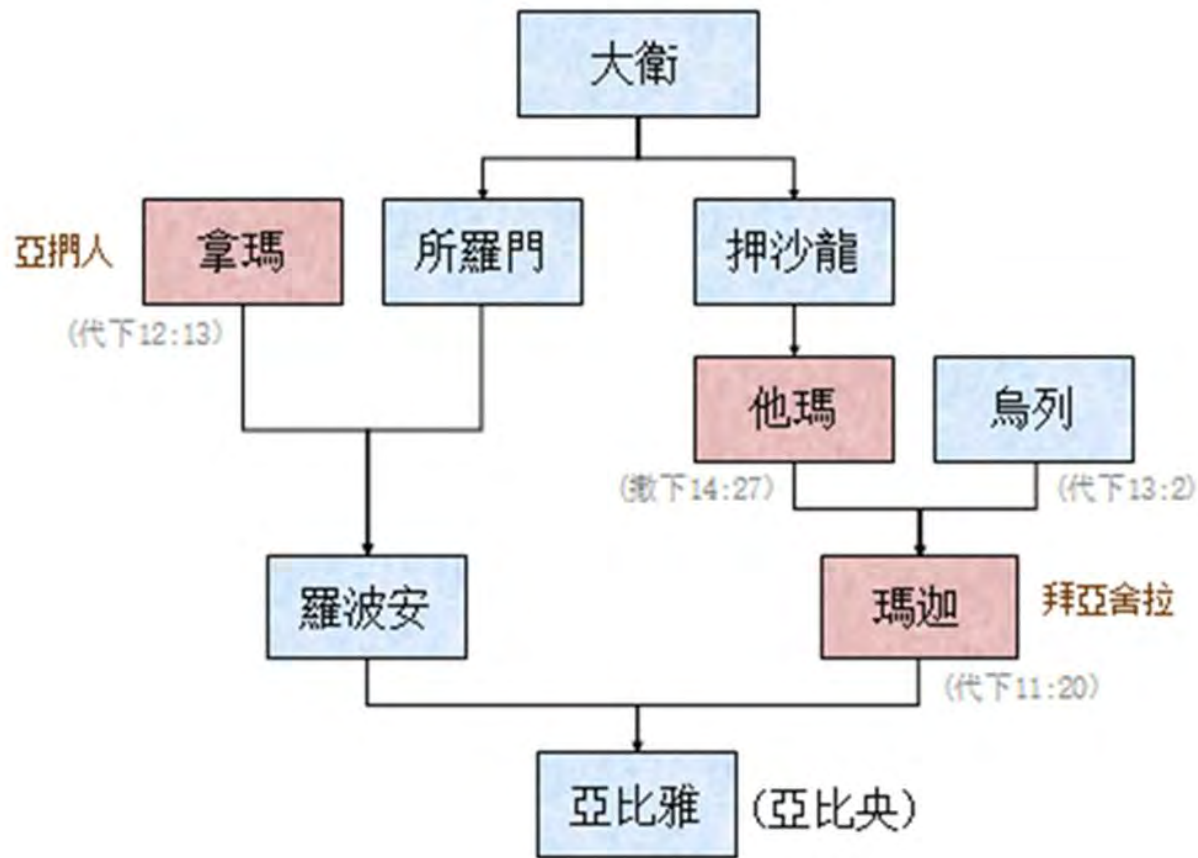 大衛
亞捫人
拿瑪
所羅門
押沙龍
(代下12:13)
他瑪
烏列
(撒下14:27)
(代下13:2)
羅波安
瑪迦
拜亞舍拉
(代下11:20)
亞比雅 (亞比央)